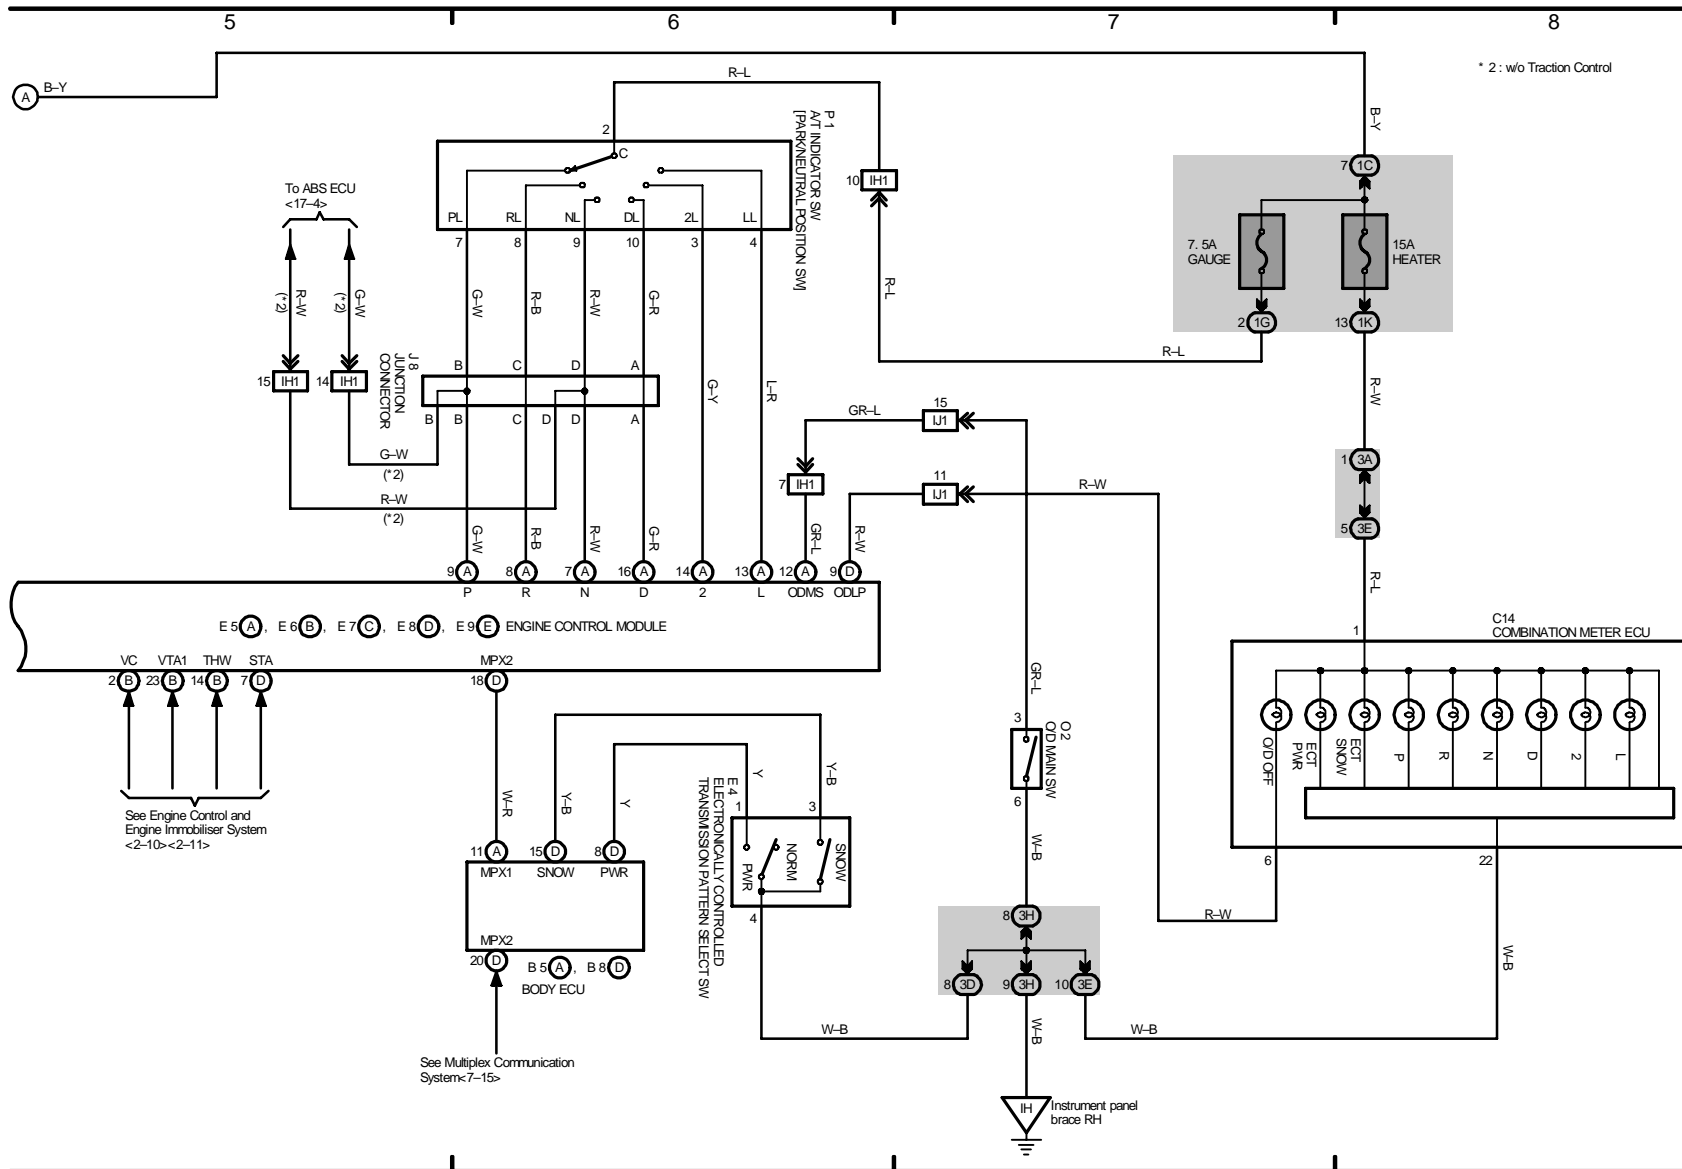 5
6
7
8
* 2 : w/o Traction Control
A
B–Y
R–L
B–Y
2
C
P 1
A/T INDICATOR SW
[PARK/NEUTRAL POSITION SW]
PL
RL
NL
DL
2L
LL
7
8
9
10
3
4
10
IH1
7
1C
7. 5A
GAUGE
15A
HEATER
2
1G
13
1K
To ABS ECU
<17–4>
R–W
(*2)
G–W
(*2)
G–W
R–B
R–W
G–R
R–L
R–L
15
IH1
14
IH1
J 8
JUNCTION
CONNECTOR
B
C
D
A
B
B
C
D
D
A
G–Y
L–R
R–W
G–W
(*2)
R–W
(*2)
GR–L
15
IJ1
11
IJ1
R–W
7
IH1
1
3A
5
3E
G–W
R–B
R–W
G–R
GR–L
R–W
R–L
9
A
8
A
7
A
16
A
14
A
13
A
12
A
9
D
P
R
N
D
2
L
ODMS
ODLP
E 5
A
, E 6
B
, E 7
C
, E 8
D
, E 9
E
ENGINE CONTROL MODULE
VC
VTA1
THW
STA
MPX2
2
B
23
B
14
B
7
D
18
D
See Engine Control and
Engine Immobiliser System
<2–10><2–11>
W–R
Y–B
Y
Y
Y–B
E 4
ELECTRONICALLY CONTROLLED
TRANSMISSION PATTERN SELECT SW
1
3
PWR
NORM
SNOW
4
11
A
15
D
8
D
MPX1
SNOW
PWR
MPX2
20
D
B 5
A
, B 8
D
BODY ECU
See Multiplex Communication
System<7–15>
GR–L
3
O 2
O/D MAIN SW
6
W–B
8
3H
8
3D
9
3H
10
3E
W–B
W–B
W–B
IH
Instrument panel
brace RH
1
C14
COMBINATION METER ECU
O/D OFF
ECT
PWR
ECT
SNOW
P
R
N
D
2
L
6
22
R–W
W–B